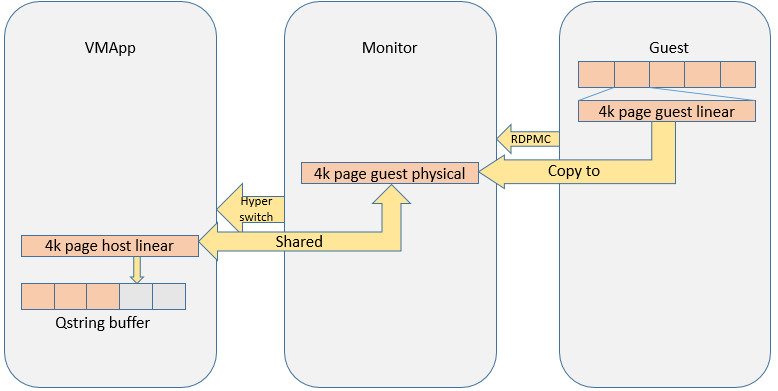 VMApp
Monitor
Guest
4k page guest linear
RDPMC
Copy to
4k page guest physical
Hyper
switch
Shared
4k page host linear
Qstring buffer